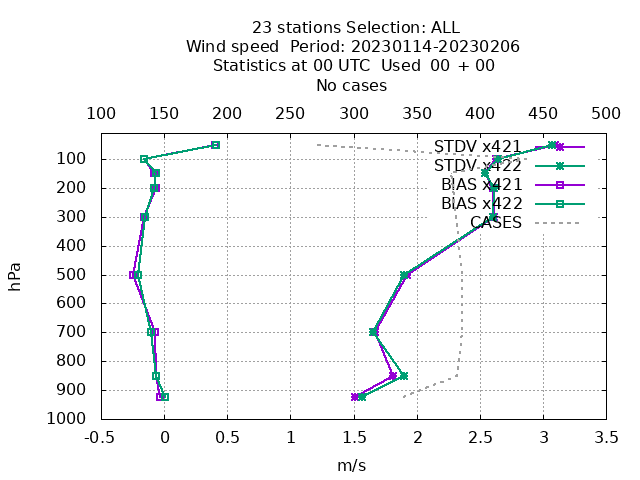 23 stations Selection: ALL
Wind speed  Period: 20230114-20230206
Statistics at 00 UTC  Used  00 + 00
No cases
100 150 200 250 300 350 400 450 500
STDV x421
STDV x422
BIAS x421
BIAS x422
CASES
100
200
300
400
500
600
700
800
900
1000
hPa
-0.5 0 0.5 1 1.5 2 2.5 3 3.5
m/s